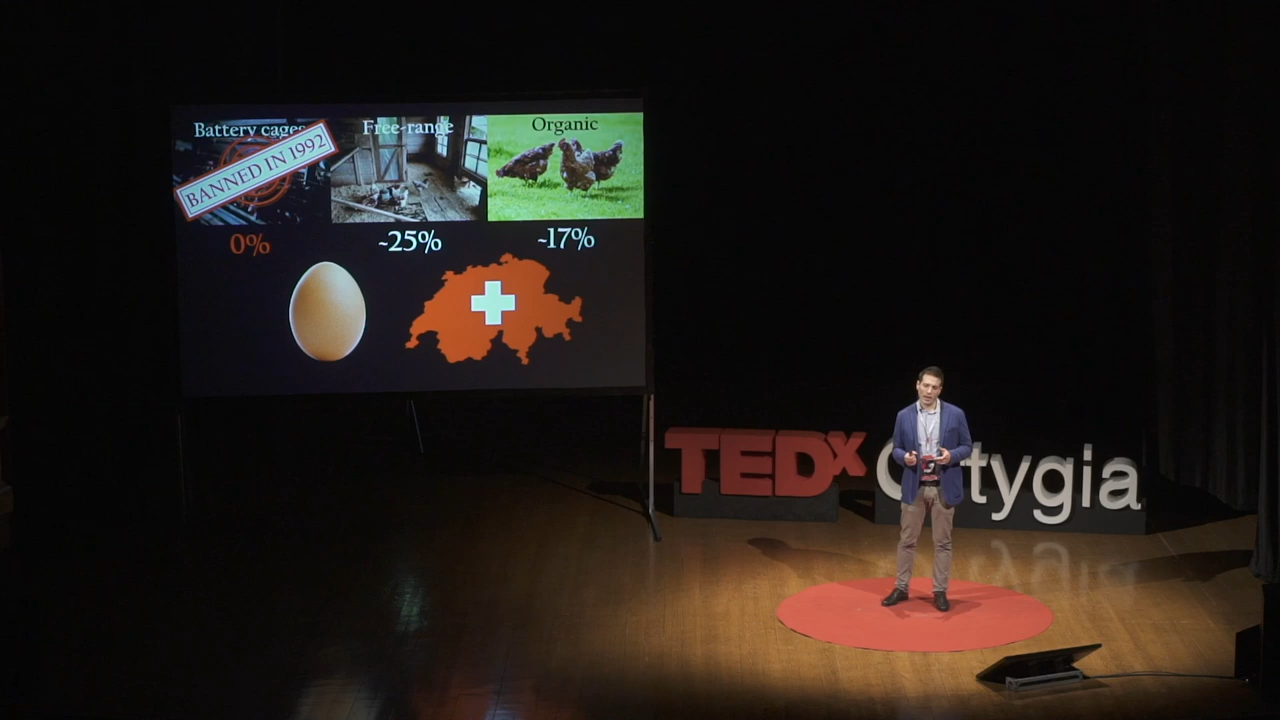 Battery cages
Free-range
Organic
BANNED IN 1992
0%
~25%
~17%
TEDx
Ortygia